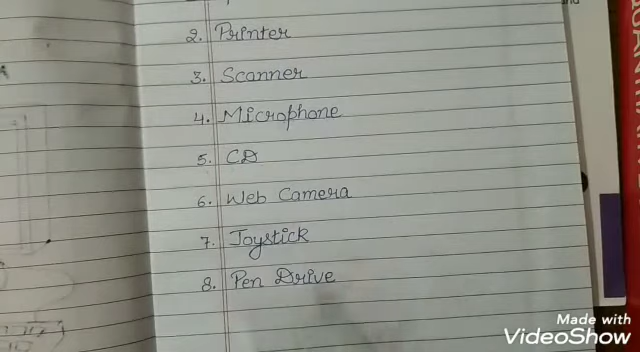 2. Printer
3. Scanner
4. Microphone
5. CD
6. Web Camera
7. Joystick
8. Pen Drive
Made with
VideoShow